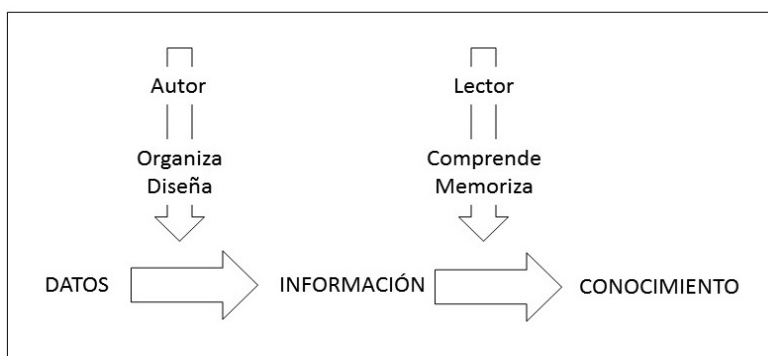 Autor
Lector
Organiza
Diseña
Comprende
Memoriza
DATOS
INFORMACIÓN
CONOCIMIENTO